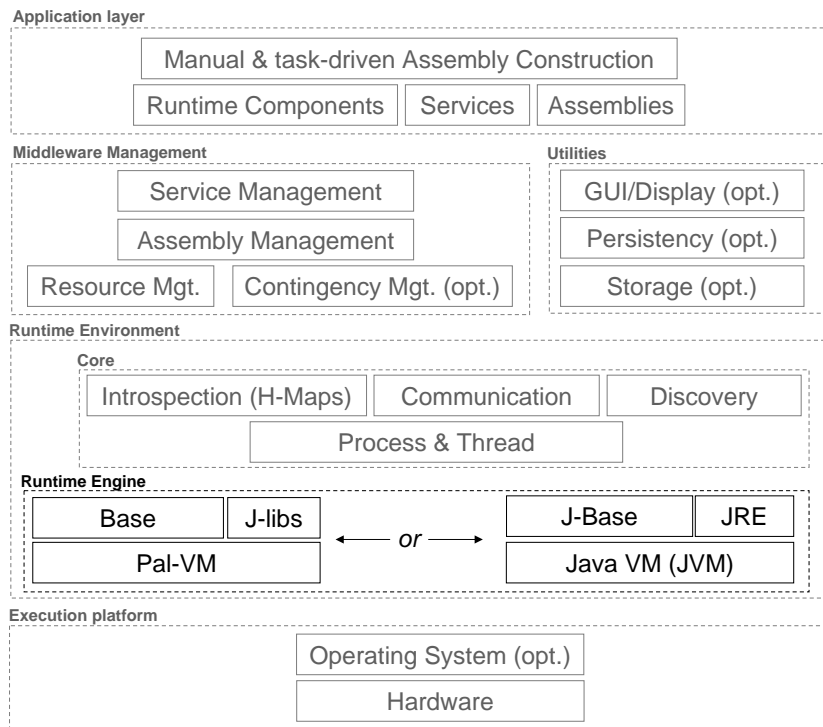 Application layer
Manual & task-driven Assembly Construction
Runtime Components Services Assemblies
Middleware Management Utilities
Service Management GUI/Display (opt.)
Assembly Management Persistency (opt.)
Resource Mgt. Contingency Mgt. (opt.) Storage (opt.)
Runtime Environment
Core
Introspection (H-Maps) Communication Discovery
Process & Thread
Runtime Engine
Base J-libs or J-Base JRE
Pal-VM Java VM (JVM)
Execution platform
Operating System (opt.)
Hardware